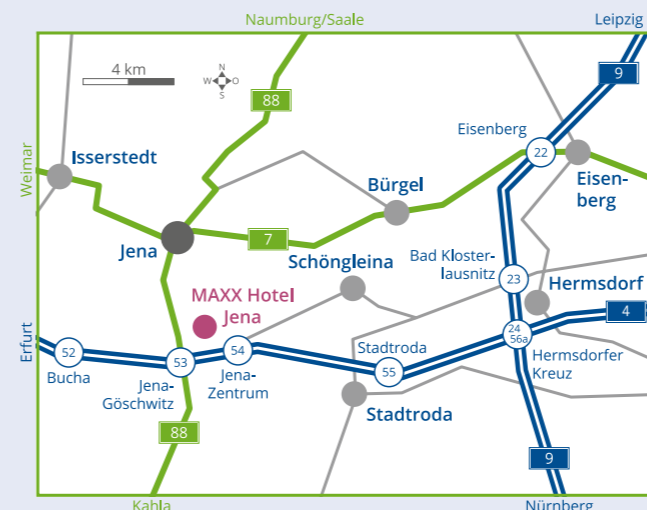 Naumburg/Saale
Leipzig
4 km
N
W
O
S
9
88
Eisenberg
22
Weimar
Isserstedt
Eisen-
berg
Bürgel
7
Jena
Bad Kloster-
lausnitz
Schöngleina
23
Hermsdorf
MAXX Hotel
Jena
4
Erfurt
24
56a
52
53
54
Stadtroda
55
Hermsdorfer
Kreuz
Bucha
Jena-
Göschwitz
Jena-
Zentrum
Stadtroda
88
9
Kahla
Nürnberg